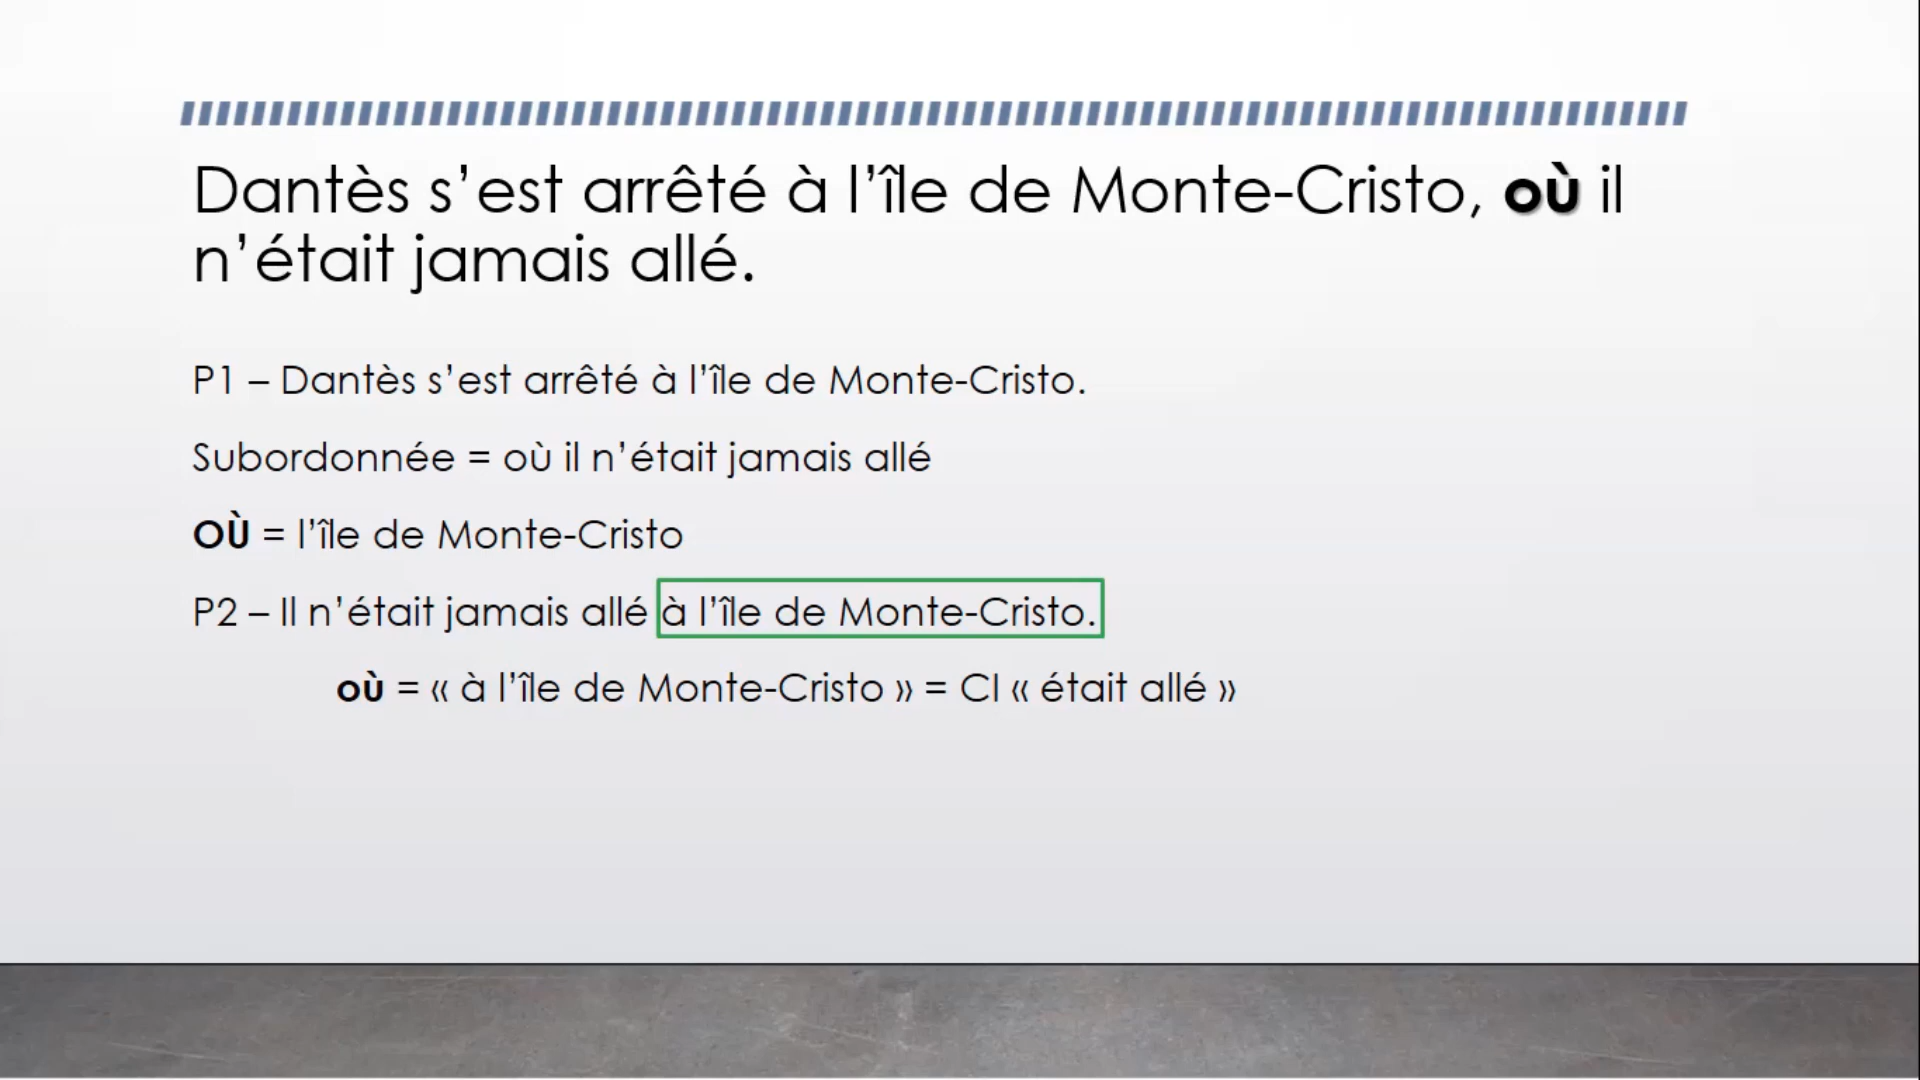 Dantès s’est arrêté à l’île de Monte-Cristo, où il
n’était jamais allé.
P1 – Dantès s’est arrêté à l’île de Monte-Cristo.
Subordonnée = où il n’était jamais allé
OÙ = l’île de Monte-Cristo
P2 – Il n’était jamais allé à l’île de Monte-Cristo.
où = « à l’île de Monte-Cristo » = CI « était allé »